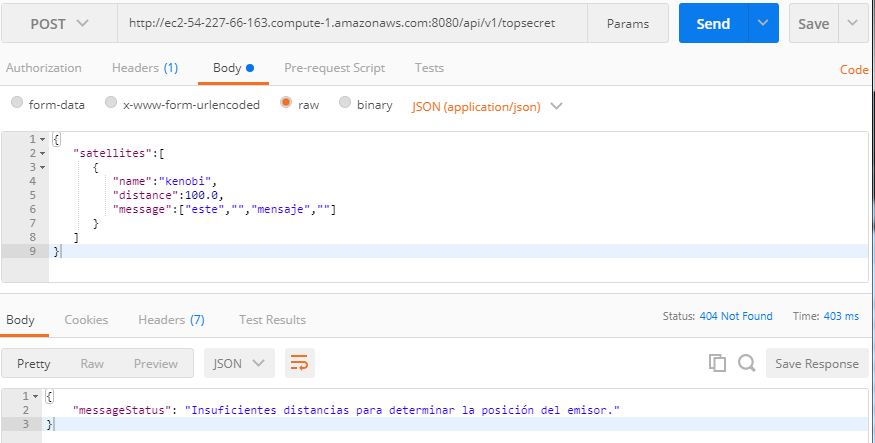 POST http://ec2-54-227-66-163.compute-1.amazonaws.com:8080/api/v1/topsecret Params Send Save
Authorization Headers (1) Body Pre-request Script Tests Code
form-data x-www-form-urlencoded raw binary JSON (application/json)
1 {
2 "satellites":[
3 {
4 "name":"kenobi",
5 "distance":100.0,
6 "message":["este","","mensaje",""]
7 }
8 ]
9 }
Body Cookies Headers (7) Test Results Status: 404 Not Found Time: 403 ms
Pretty Raw Preview JSON Save Response
1 {
2 "messageStatus": "Insuficientes distancias para determinar la posición del emisor."
3 }